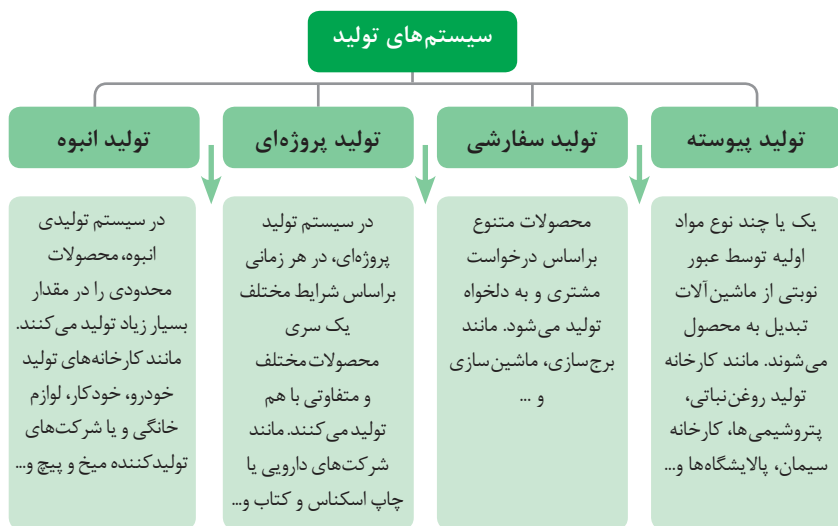 سیستم‌های تولید
تولید پیوسته
یک یا چند نوع مواد
اولیه توسط عبور
نوبتی از ماشین‌آلات
تبدیل به محصول
می‌شوند. مانند کارخانه
تولید روغن‌نباتی،
پتروشیمی‌ها، کارخانه
سیمان، پالایشگاه‌ها و...
تولید سفارشی
محصولات متنوع
براساس درخواست
مشتری و به دلخواه
تولید می‌شود. مانند
برج‌سازی، ماشین‌سازی
و ...
تولید پروژه‌ای
در سیستم تولید
پروژه‌ای، در هر زمانی
براساس شرایط مختلف
یک سری
محصولات مختلف
و متفاوتی با هم
تولید می‌کنند. مانند
شرکت‌های دارویی یا
چاپ اسکناس و کتاب و...
تولید انبوه
در سیستم تولیدی
انبوه، محصولات
محدودی را در مقدار
بسیار زیاد تولید می‌کنند.
مانند کارخانه‌های تولید
خودرو، خودکار، لوازم
خانگی و یا شرکت‌های
تولیدکننده میخ و پیچ و...